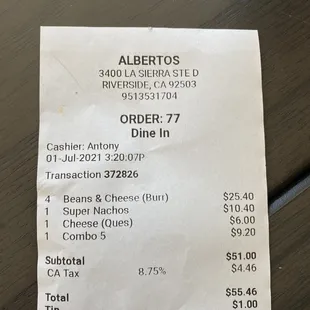 ALBERTOS
3400 LA SIERRA STE D
RIVERSIDE, CA 92503
9513531704
ORDER: 77
Dine In
Cashier: Antony
01-Jul-2021 3:20:07P
Transaction 372826
4 Beans & Cheese (Burr) $25.40
1 Super Nachos $10.40
1 Cheese (Ques) $6.00
1 Combo 5 $9.20
Subtotal $51.00
CA Tax 8.75% $4.46
Total $55.46
Tip $1.00